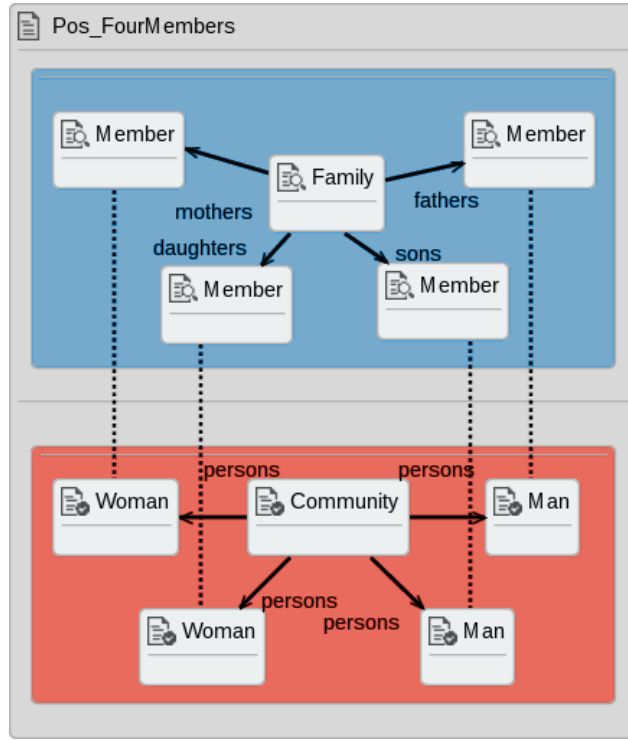 Pos_FourMembers
Member
Member
Family
mothers
fathers
daughters
sons
Member
Member
persons
persons
Woman
Community
Man
persons
persons
Woman
Man